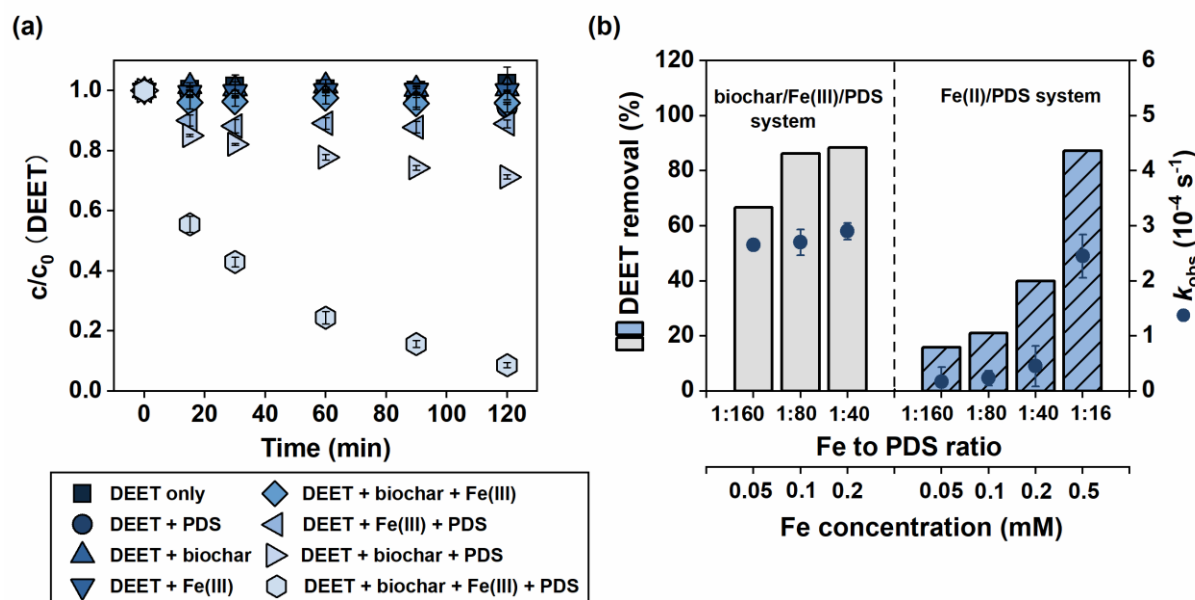 (a)
c/c0 (DEET)
1.0
0.8
0.6
0.4
0.2
0.0
0 20 40 60 80 100 120
Time (min)
DEET only
DEET + PDS
DEET + biochar
DEET + Fe(III)
DEET + biochar + Fe(III)
DEET + Fe(III) + PDS
DEET + biochar + PDS
DEET + biochar + Fe(III) + PDS
(b)
DEET removal (%)
120
100
80
60
40
20
0
biochar/Fe(III)/PDS
system
Fe(II)/PDS system
6
5
4
3
2
1
0
kobs (10-4 s-1)
1:160 1:80 1:40 1:160 1:80 1:40 1:16
Fe to PDS ratio
0.05 0.1 0.2 0.05 0.1 0.2 0.5
Fe concentration (mM)